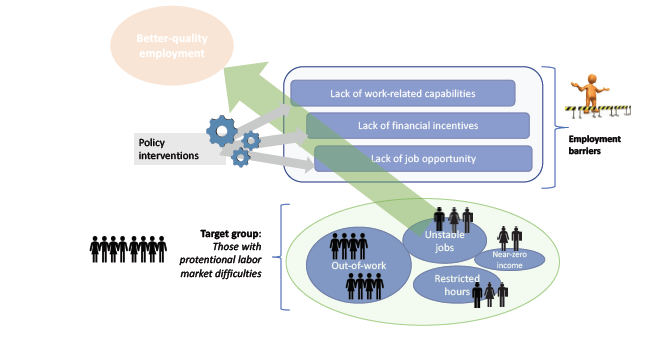 Better-quality
employment
Lack of work-related capabilities
Lack of financial incentives
Lack of job opportunity
Policy
interventions
Employment
barriers
Target group:
Those with
protentional labor
market difficulties
Unstable
jobs
Out-of-work
Near-zero
income
Restricted
hours